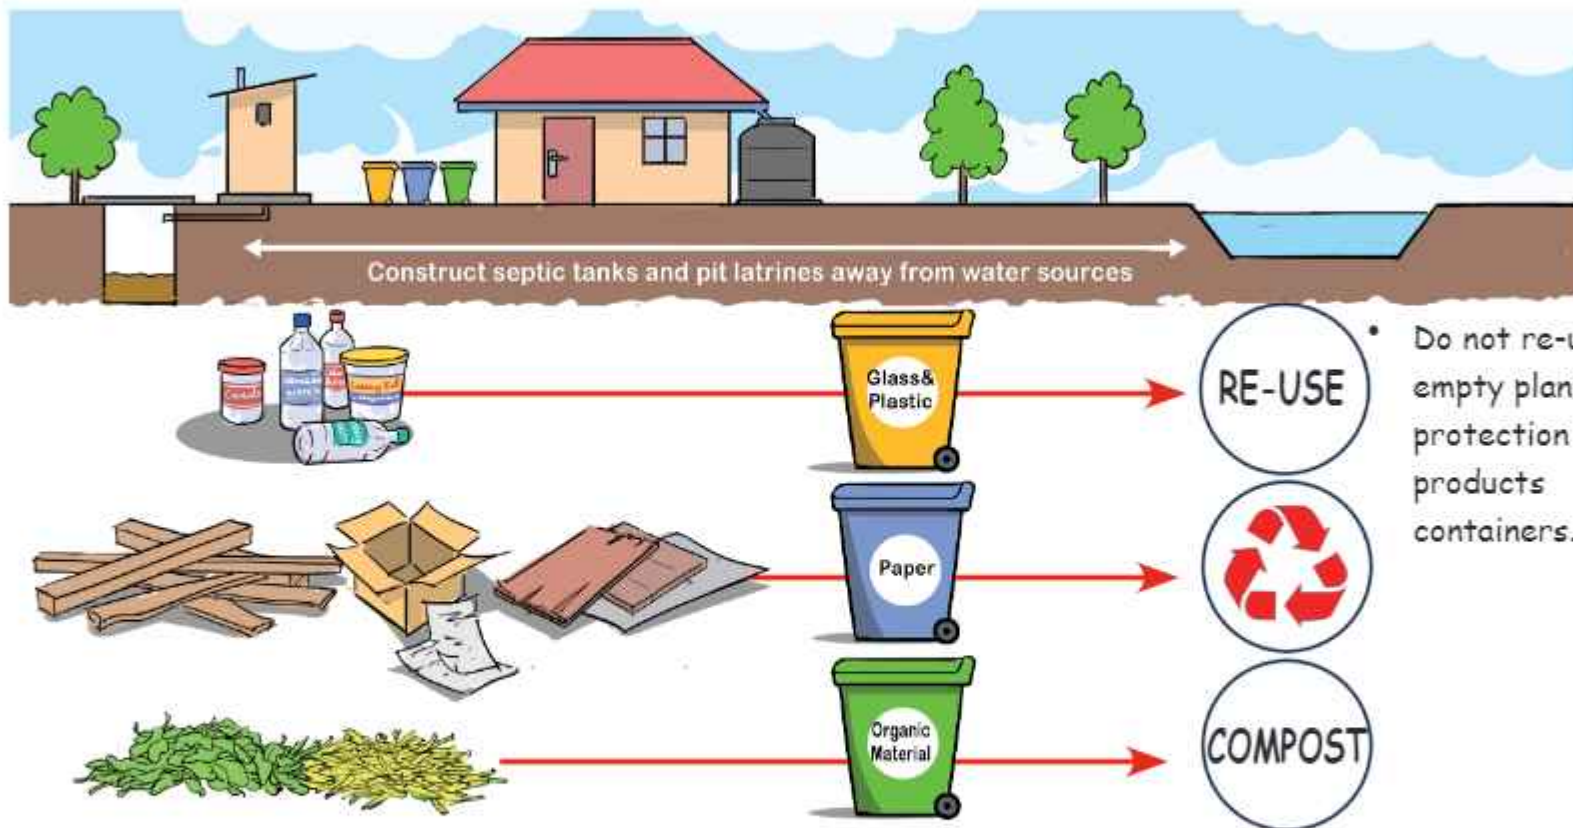 Construct septic tanks and pit latrines away from water sources
Glass&
Plastic
RE-USE
• Do not re-u
empty plan
protection
products
containers.
Paper
Organic
Material
COMPOST